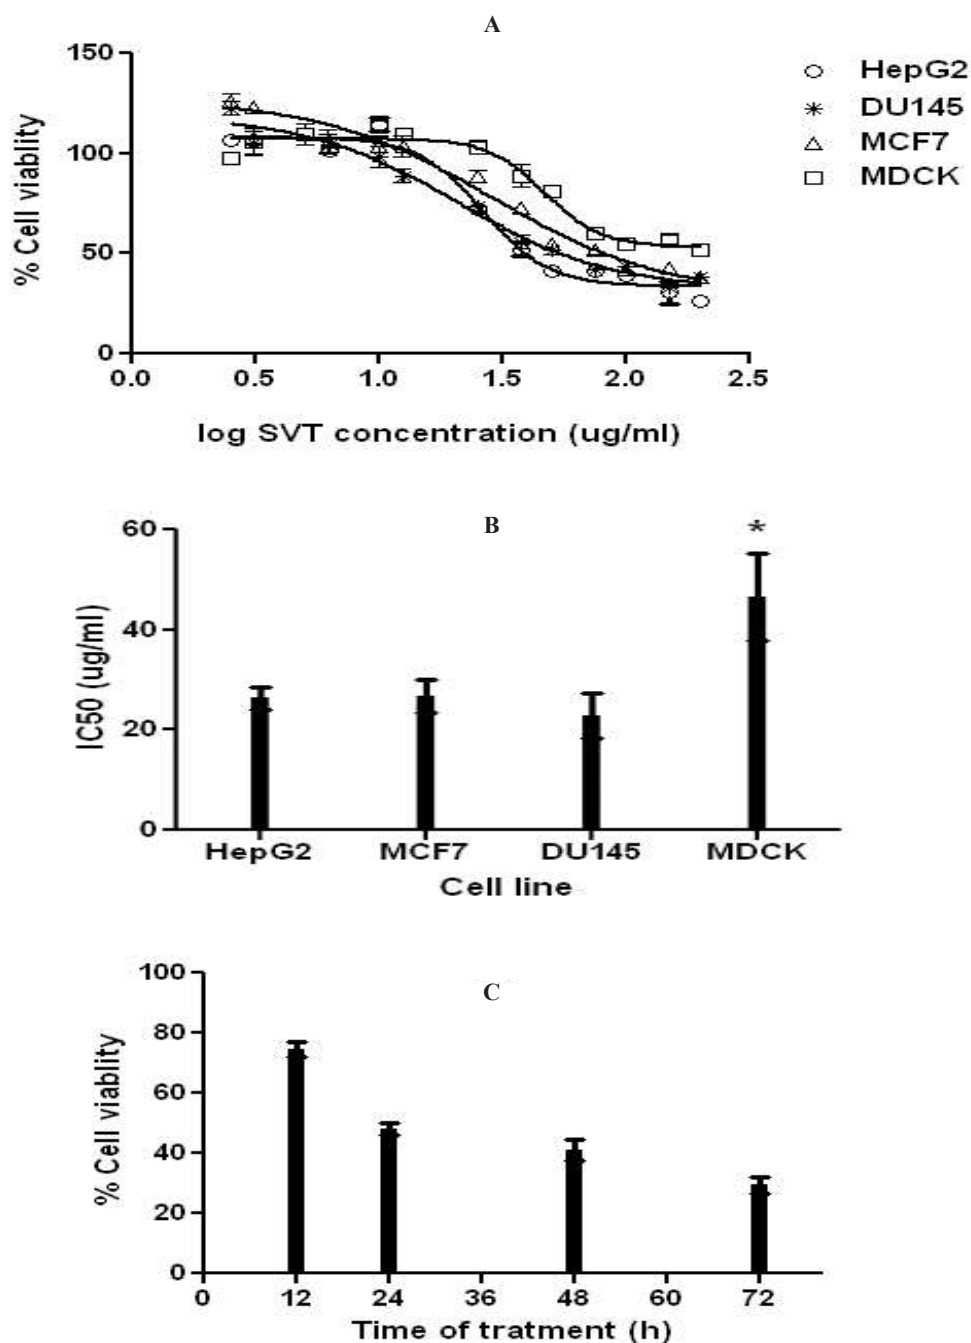 A
150
100
50
0
% Cell viablity
0.0 0.5 1.0 1.5 2.0 2.5
log SVT concentration (ug/ml)
HepG2
DU145
MCF7
MDCK
B
60
40
20
0
IC50 (ug/ml)
*
HepG2 MCF7 DU145 MDCK
Cell line
C
100
80
60
40
20
0
% Cell viablity
0 12 24 36 48 60 72
Time of tratment (h)